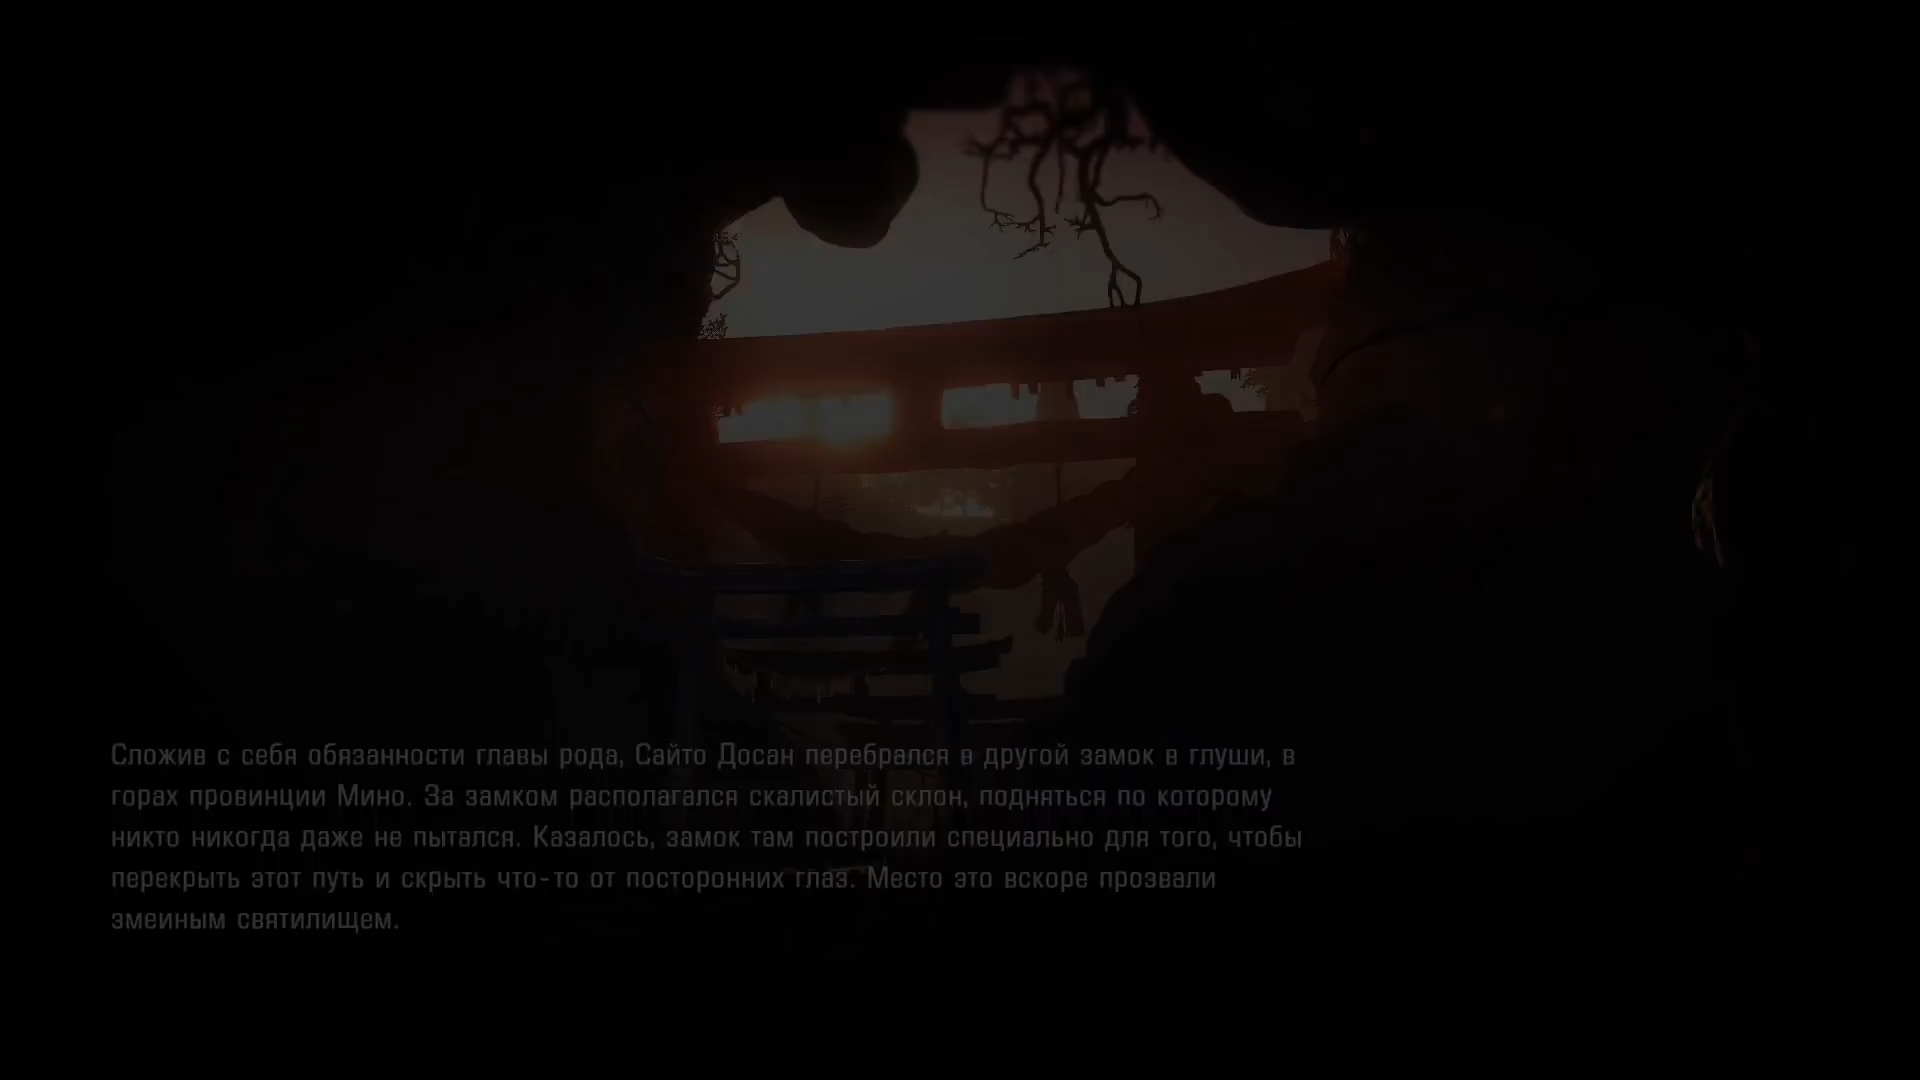 Сложив с себя обязанности главы рода, Сайто Досан перебрался в другой замок в глуши, в
горах провинции Мино. За замком располагался скалистый склон, подняться по которому
никто никогда даже не пытался. Казалось, замок там построили специально для того, чтобы
перекрыть этот путь и скрыть что-то от посторонних глаз. Место это вскоре прозвали
змеиным святилищем.